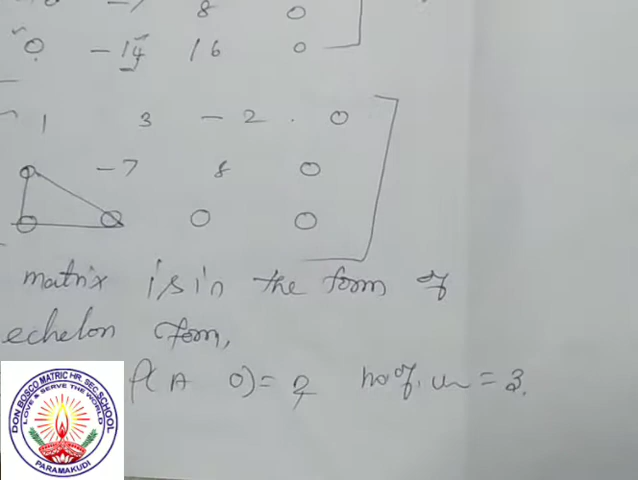 -7 8 0
0 -14 16 0
1 3 -2 0
0 -7 8 0
0 0 0 0
matrix is in the form of
echelon form,
ρ(A 0) = 2 no of. un = 3.
DON BOSCO MATRIC HR. SEC. SCHOOL
LOVE & SERVE THE WORLD
PARAMAKUDI